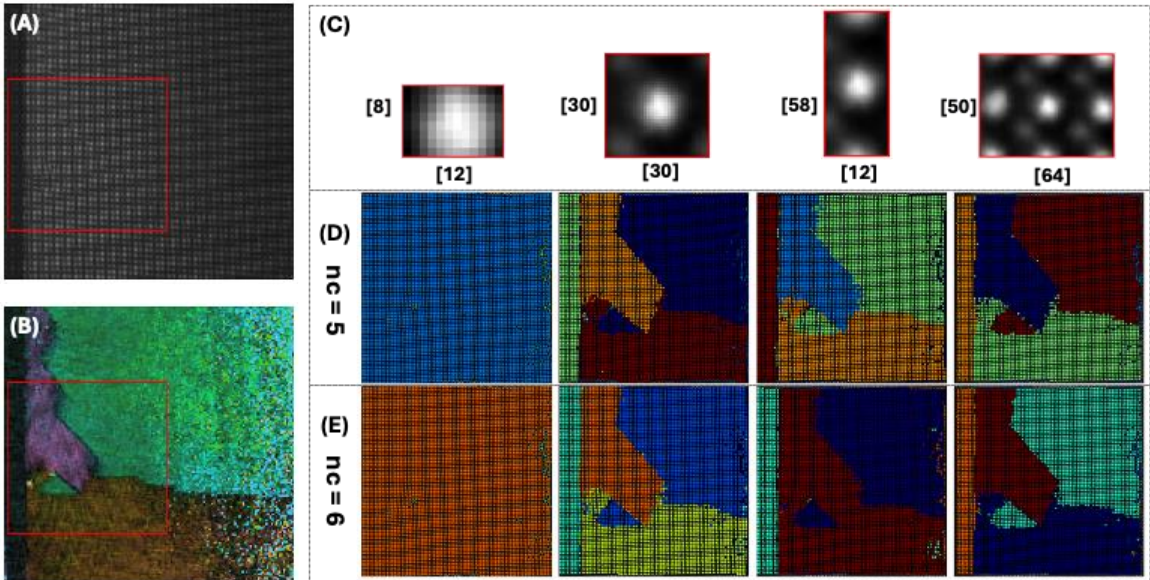 (A)
(B)
(C)
[8]
[12]
[30]
[30]
[58]
[12]
[50]
[64]
(D)
nc = 5
(E)
nc = 6